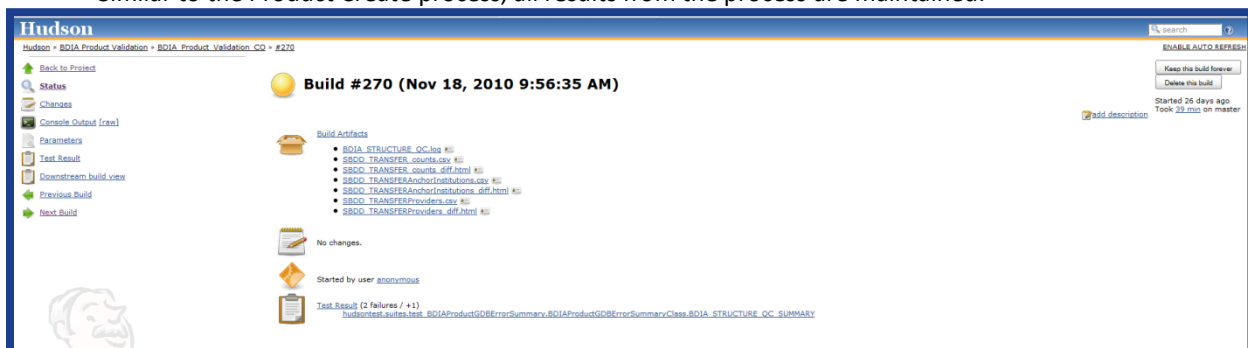 Similar to the Product Create process, all results from the process are maintained.
Hudson
search
Hudson » BDIA Product Validation » BDIA_Product_Validation_CO » #270
ENABLE AUTO REFRESH
Back to Project
Status
Changes
Console Output [raw]
Parameters
Test Result
Downstream build view
Previous Build
Next Build
Build #270 (Nov 18, 2010 9:56:35 AM)
Keep this build forever
Delete this build
Started 26 days ago
Took 39 min on master
add description
Build Artifacts
BDIA_STRUCTURE_QC.log
SBDD_TRANSFER_counts.csv
SBDD_TRANSFER_counts_diff.html
SBDD_TRANSFERAnchorInstitutions.csv
SBDD_TRANSFERAnchorInstitutions_diff.html
SBDD_TRANSFERProviders.csv
SBDD_TRANSFERProviders_diff.html
No changes.
Started by user anonymous
Test Result (2 failures / +1)
hudsontest.suites.test_BDIAProductGDBErrorSummary.BDIAProductGDBErrorSummaryClass.BDIA_STRUCTURE_QC_SUMMARY